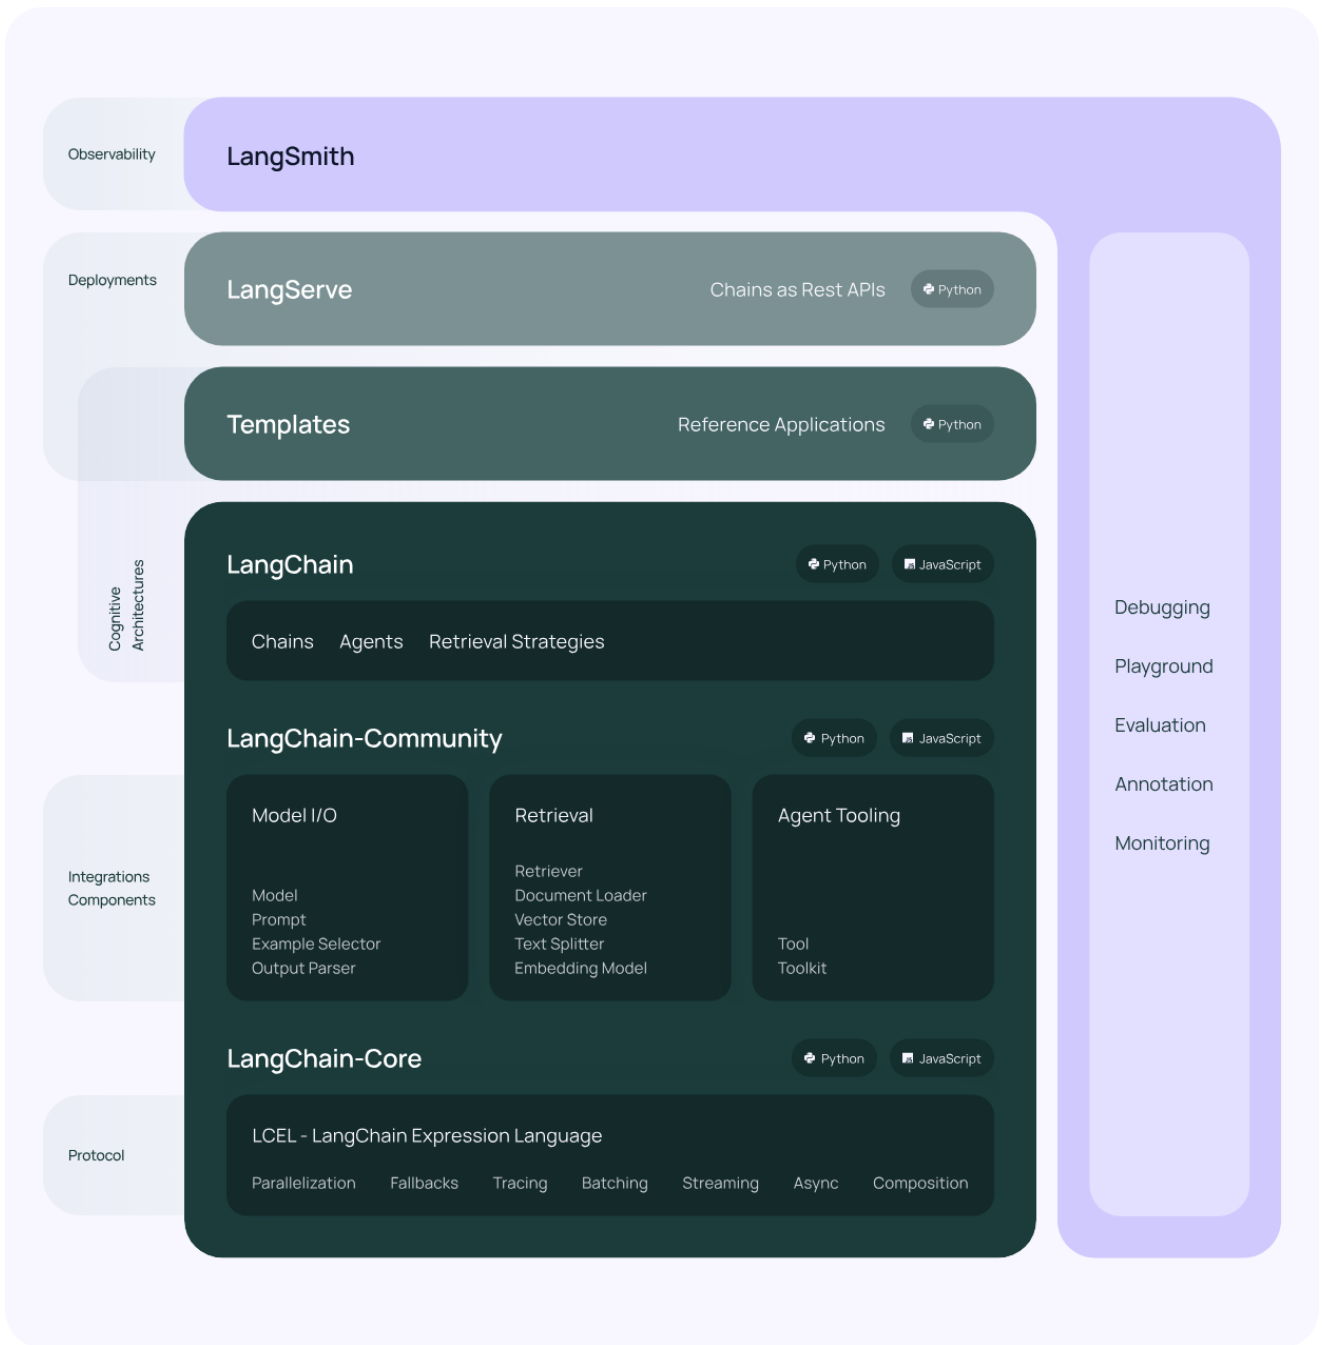 Observability
LangSmith
Deployments
LangServe
Chains as Rest APIs
Python
Templates
Reference Applications
Python
Cognitive
Architectures
LangChain
Python
JavaScript
Chains Agents Retrieval Strategies
LangChain-Community
Python
JavaScript
Integrations
Components
Model I/O
Model
Prompt
Example Selector
Output Parser
Retrieval
Retriever
Document Loader
Vector Store
Text Splitter
Embedding Model
Agent Tooling
Tool
Toolkit
LangChain-Core
Python
JavaScript
Protocol
LCEL - LangChain Expression Language
Parallelization Fallbacks Tracing Batching Streaming Async Composition
Debugging
Playground
Evaluation
Annotation
Monitoring